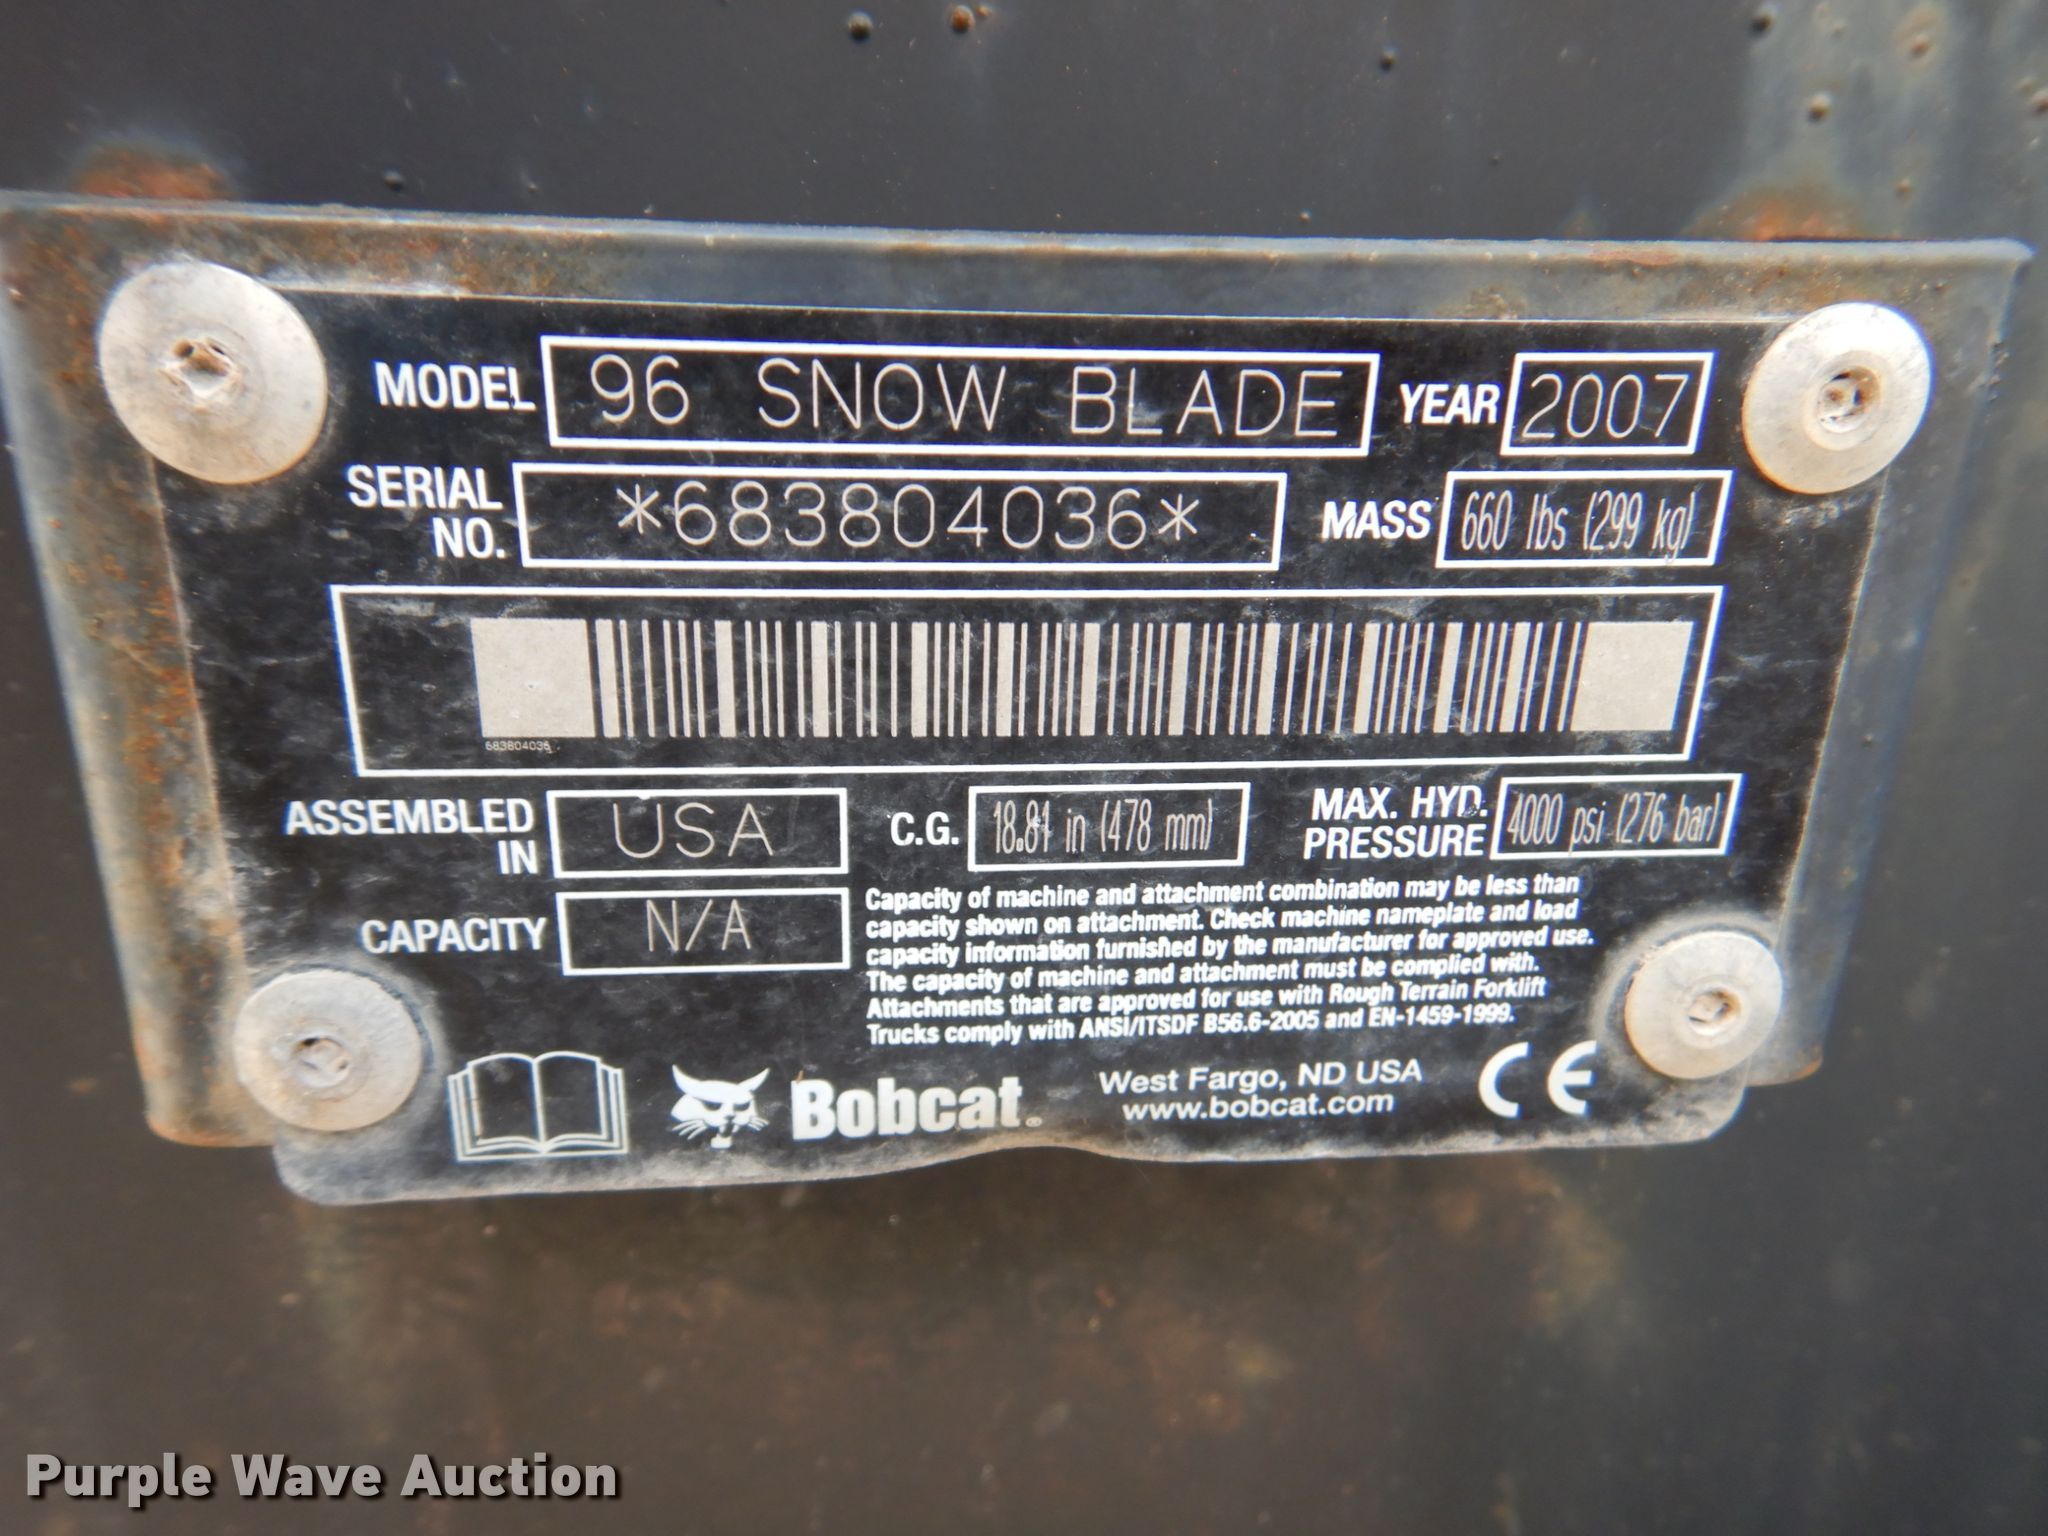 MODEL 96 SNOW BLADE YEAR 2007
SERIAL NO. *683804036* MASS 660 lbs (299 kg)
683804036
ASSEMBLED IN USA C.G. 18.81 in (478 mm) MAX. HYD. PRESSURE 4000 psi (276 bar)
CAPACITY N/A
Capacity of machine and attachment combination may be less than
capacity shown on attachment. Check machine nameplate and load
capacity information furnished by the manufacturer for approved use.
The capacity of machine and attachment must be complied with.
Attachments that are approved for use with Rough Terrain Forklift
Trucks comply with ANSI/ITSDF B56.6-2005 and EN-1459-1999.
Bobcat® West Fargo, ND USA CE
www.bobcat.com
Purple Wave Auction